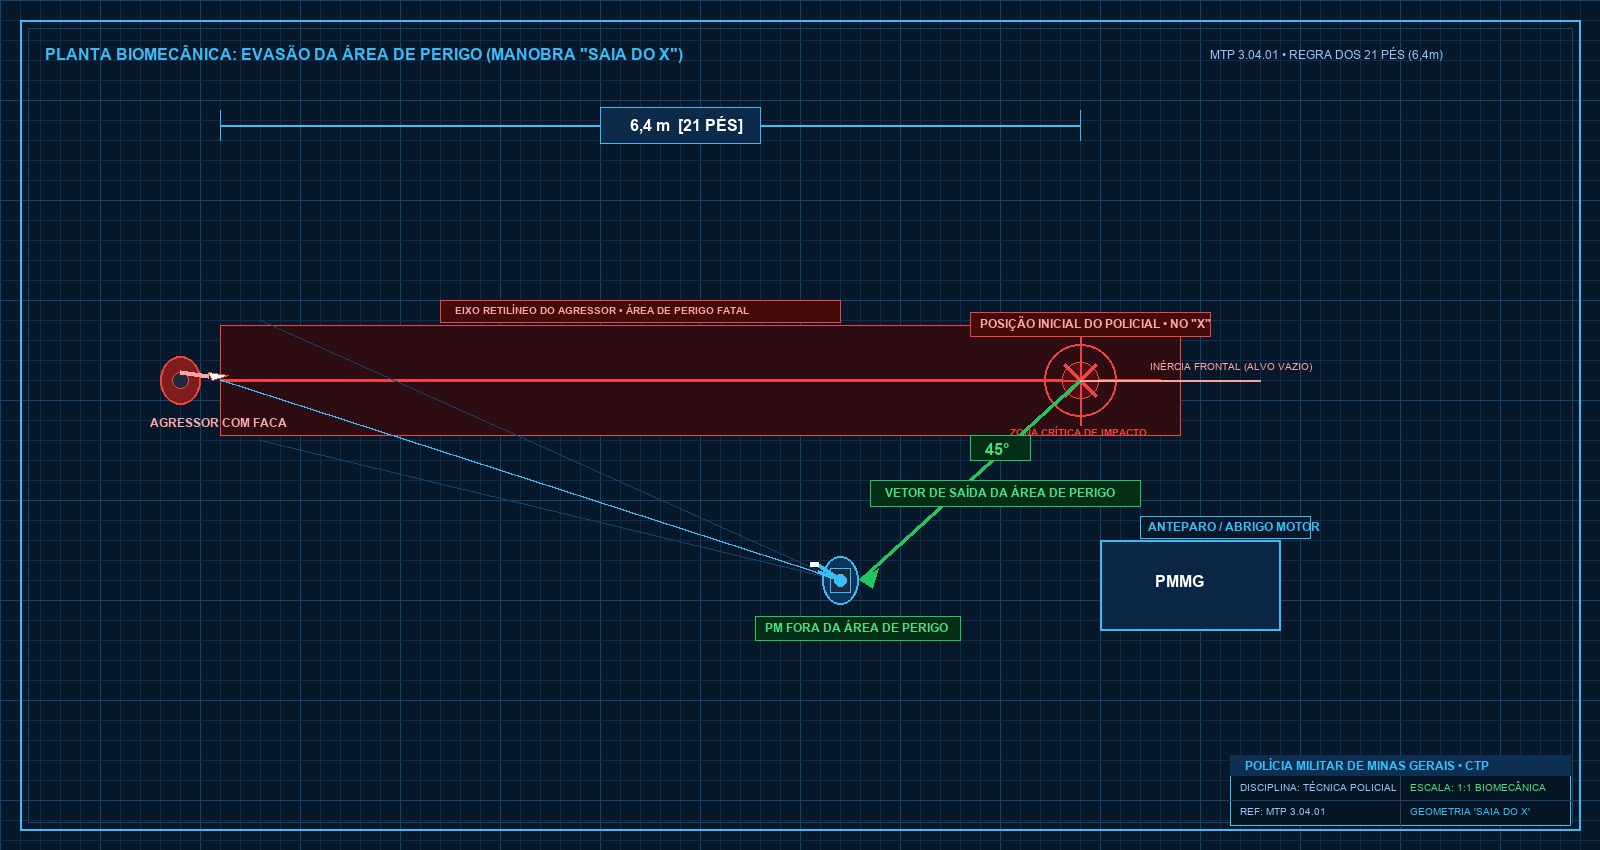 PLANTA BIOMECÂNICA: EVASÃO DA ÁREA DE PERIGO (MANOBRA "SAIA DO X")
MTP 3.04.01 • REGRA DOS 21 PÉS (6,4m)
6,4 m [21 PÉS]
EIXO RETILÍNEO DO AGRESSOR • ÁREA DE PERIGO FATAL
POSIÇÃO INICIAL DO POLICIAL • NO "X"
INÉRCIA FRONTAL (ALVO VAZIO)
AGRESSOR COM FACA
ZONA CRÍTICA DE IMPACTO
45°
VETOR DE SAÍDA DA ÁREA DE PERIGO
ANTEPARO / ABRIGO MOTOR
PMMG
PM FORA DA ÁREA DE PERIGO
POLÍCIA MILITAR DE MINAS GERAIS • CTP
DISCIPLINA: TÉCNICA POLICIAL
ESCALA: 1:1 BIOMECÂNICA
REF: MTP 3.04.01
GEOMETRIA 'SAIA DO X'